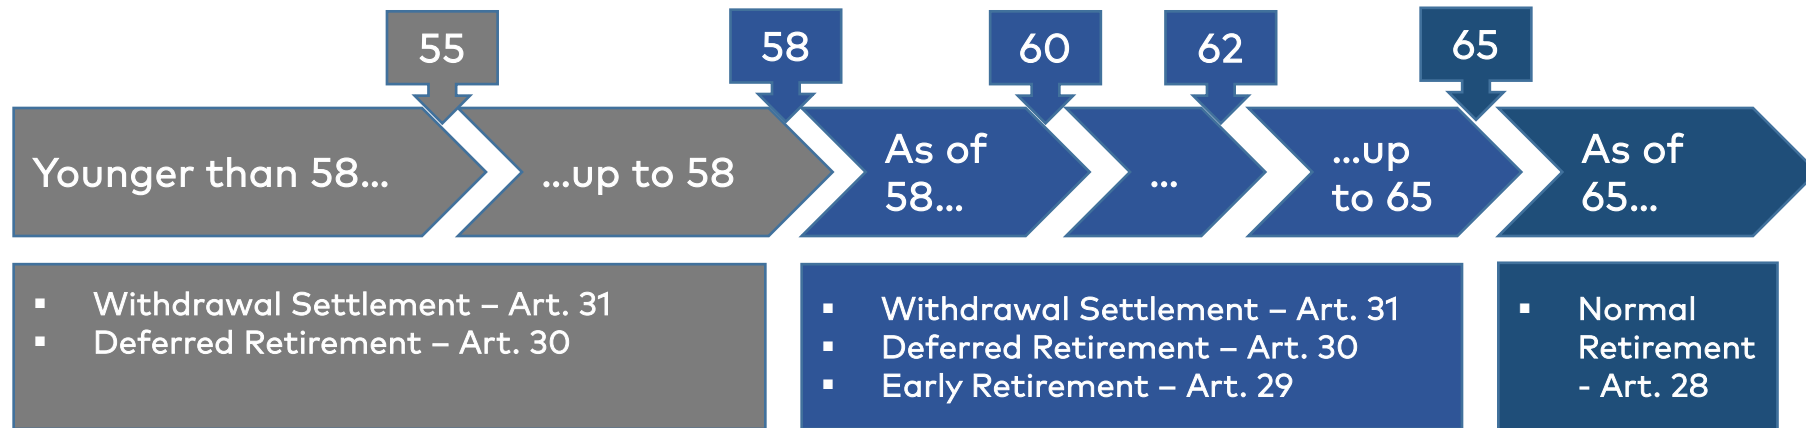 55
58
60
62
65
Younger than 58...
...up to 58
As of
58...
...
...up
to 65
As of
65...
▪ Withdrawal Settlement – Art. 31
▪ Deferred Retirement – Art. 30
▪ Withdrawal Settlement – Art. 31
▪ Deferred Retirement – Art. 30
▪ Early Retirement – Art. 29
▪ Normal
Retirement
- Art. 28